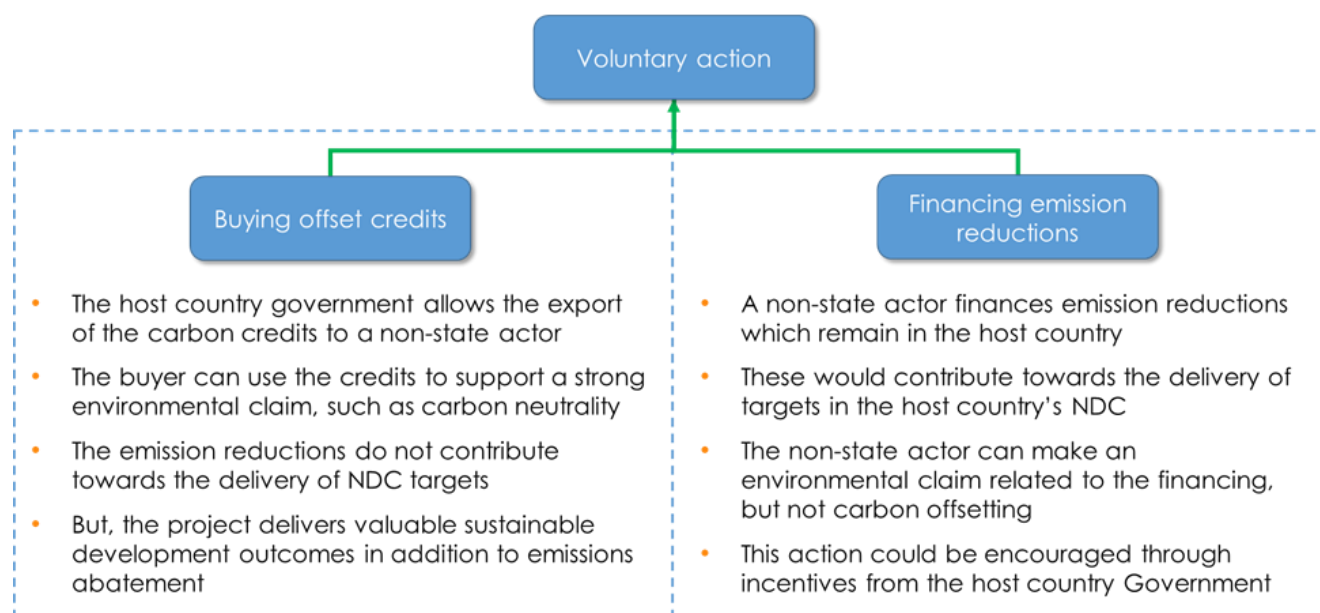 Voluntary action
Buying offset credits
• The host country government allows the export
of the carbon credits to a non-state actor
• The buyer can use the credits to support a strong
environmental claim, such as carbon neutrality
• The emission reductions do not contribute
towards the delivery of NDC targets
• But, the project delivers valuable sustainable
development outcomes in addition to emissions
abatement
Financing emission
reductions
• A non-state actor finances emission reductions
which remain in the host country
• These would contribute towards the delivery of
targets in the host country’s NDC
• The non-state actor can make an
environmental claim related to the financing,
but not carbon offsetting
• This action could be encouraged through
incentives from the host country Government